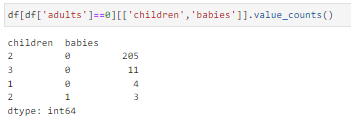 df[df['adults']==0][['children','babies']].value_counts()
children  babies
2         0         205
3         0          11
1         0           4
2         1           3
dtype: int64